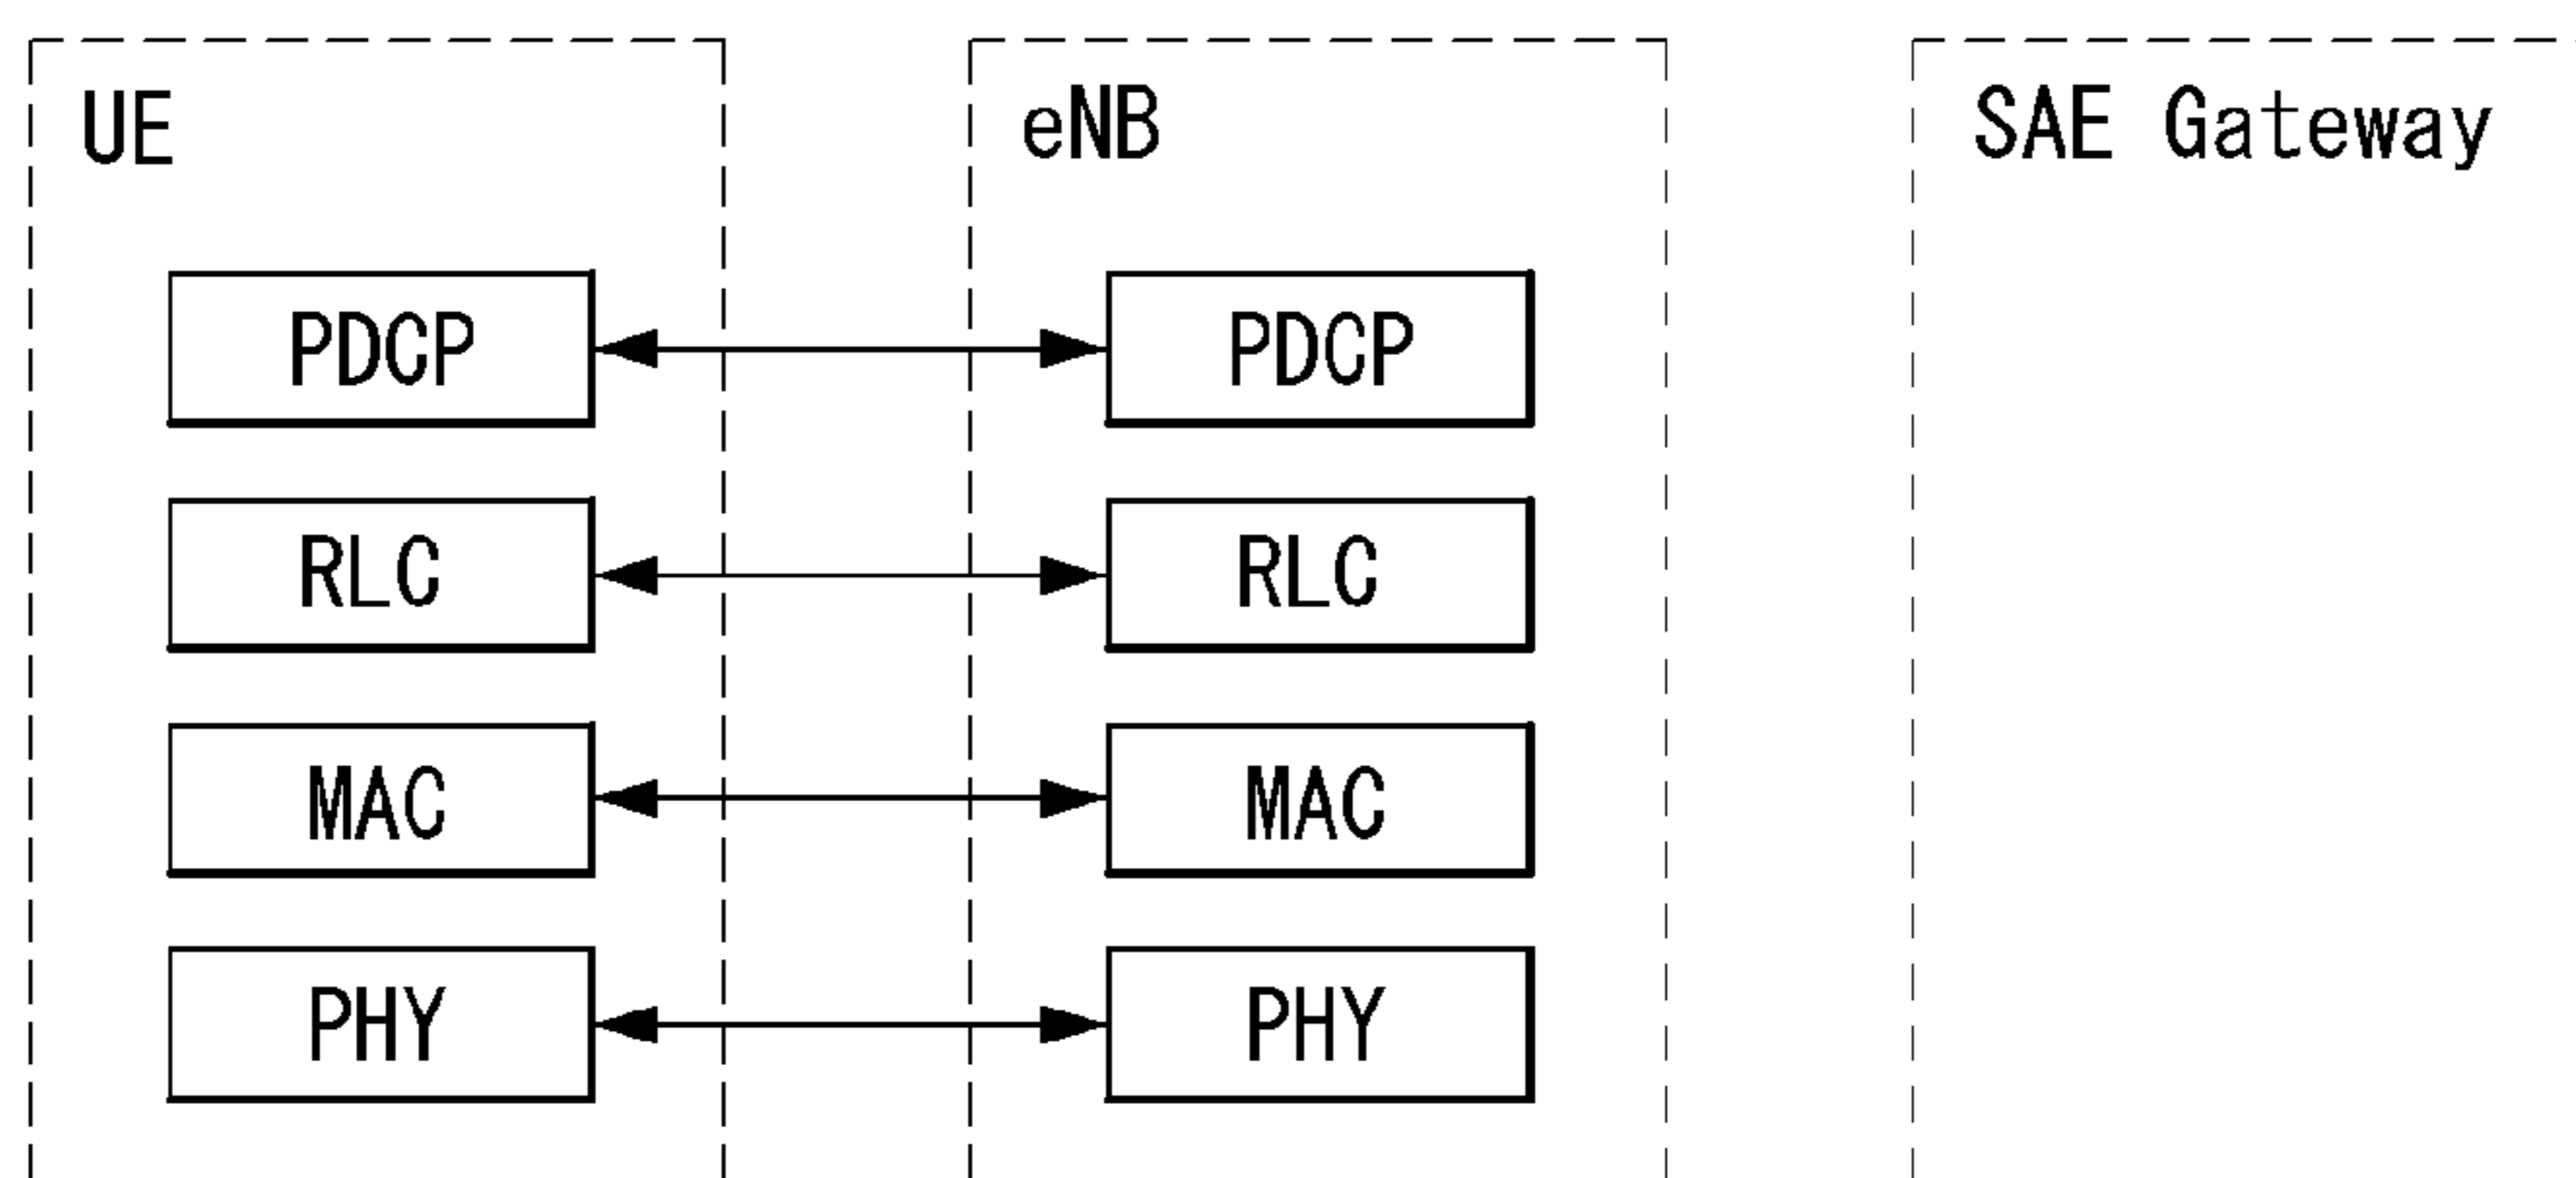 UE
eNB
SAE Gateway
PDCP
PDCP
RLC
RLC
MAC
MAC
PHY
PHY